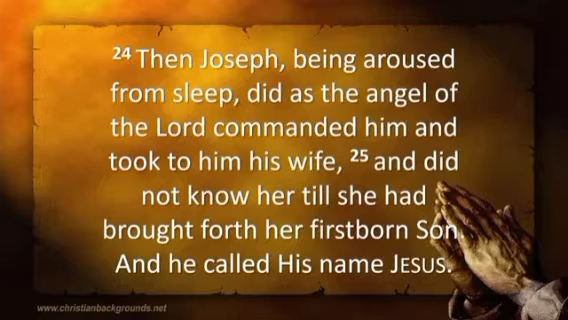 24 Then Joseph, being aroused
from sleep, did as the angel of
the Lord commanded him and
took to him his wife, 25 and did
not know her till she had
brought forth her firstborn Son.
And he called His name JESUS.
www.christianbackgrounds.net